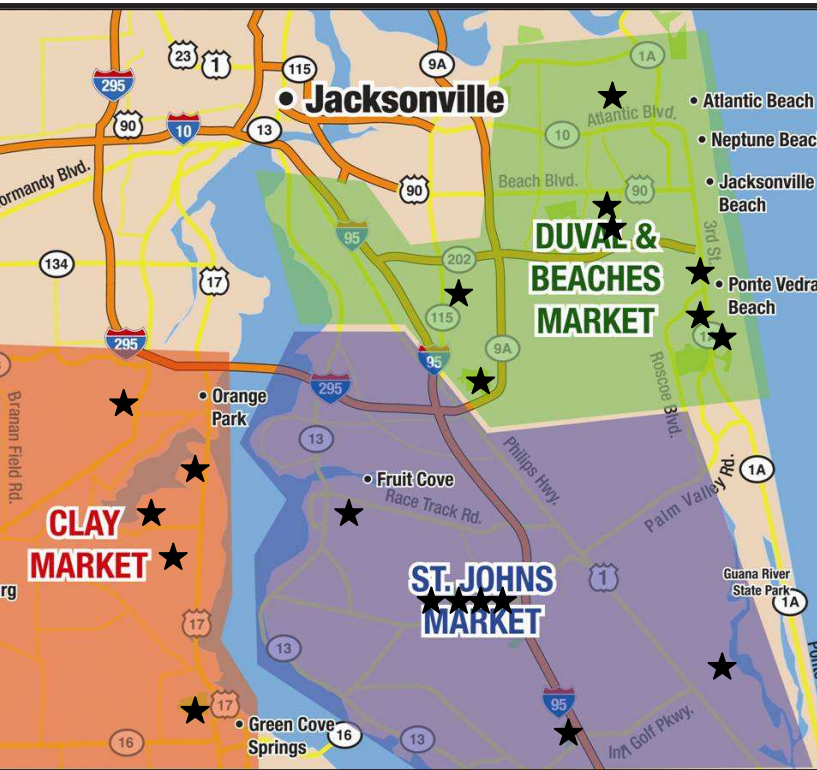 23
1
115
9A
1A
295
Jacksonville
Atlantic Beach
90
10
13
Atlantic Blvd.
10
Neptune Beac
ormandy Blvd.
90
Beach Blvd.
90
Jacksonville
Beach
95
DUVAL &
BEACHES
MARKET
3rd St.
134
17
202
Ponte Vedra
Beach
115
295
95
9A
295
Roscoe Blvd.
Branan Field Rd.
Orange
Park
13
Philips Hwy.
1A
Fruit Cove
Race Track Rd.
Palm Valley Rd.
CLAY
MARKET
ST. JOHNS
MARKET
1
Guana River
State Park
1A
rg
17
13
95
17
Green Cove
Springs
16
13
16
Int'l Golf Pkwy.